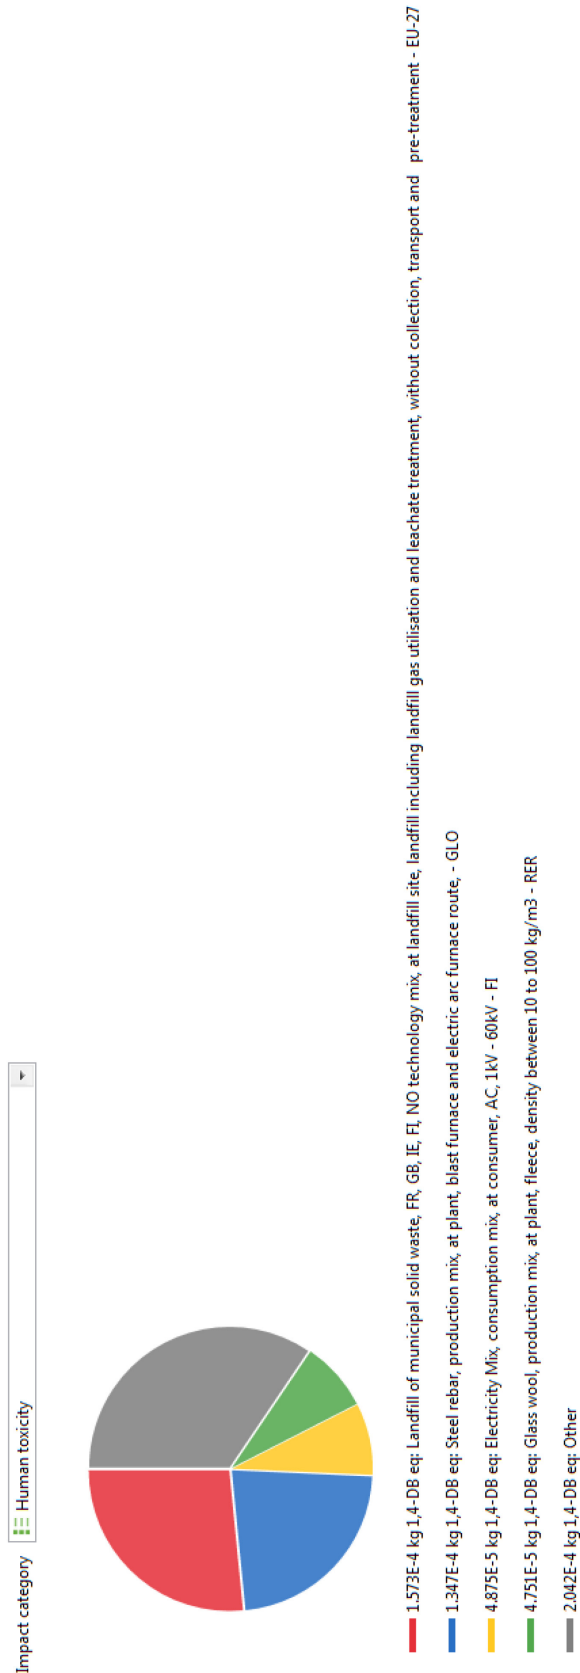 Impact category Human toxicity
1.573E-4 kg 1,4-DB eq: Landfill of municipal solid waste, FR, GB, IE, FI, NO technology mix, at landfill site, landfill including landfill gas utilisation and leachate treatment, without collection, transport and pre-treatment - EU-27
1.347E-4 kg 1,4-DB eq: Steel rebar, production mix, at plant, blast furnace and electric arc furnace route, - GLO
4.875E-5 kg 1,4-DB eq: Electricity Mix, consumption mix, at consumer, AC, 1kV - 60kV - FI
4.751E-5 kg 1,4-DB eq: Glass wool, production mix, at plant, fleece, density between 10 to 100 kg/m3 - RER
2.042E-4 kg 1,4-DB eq: Other